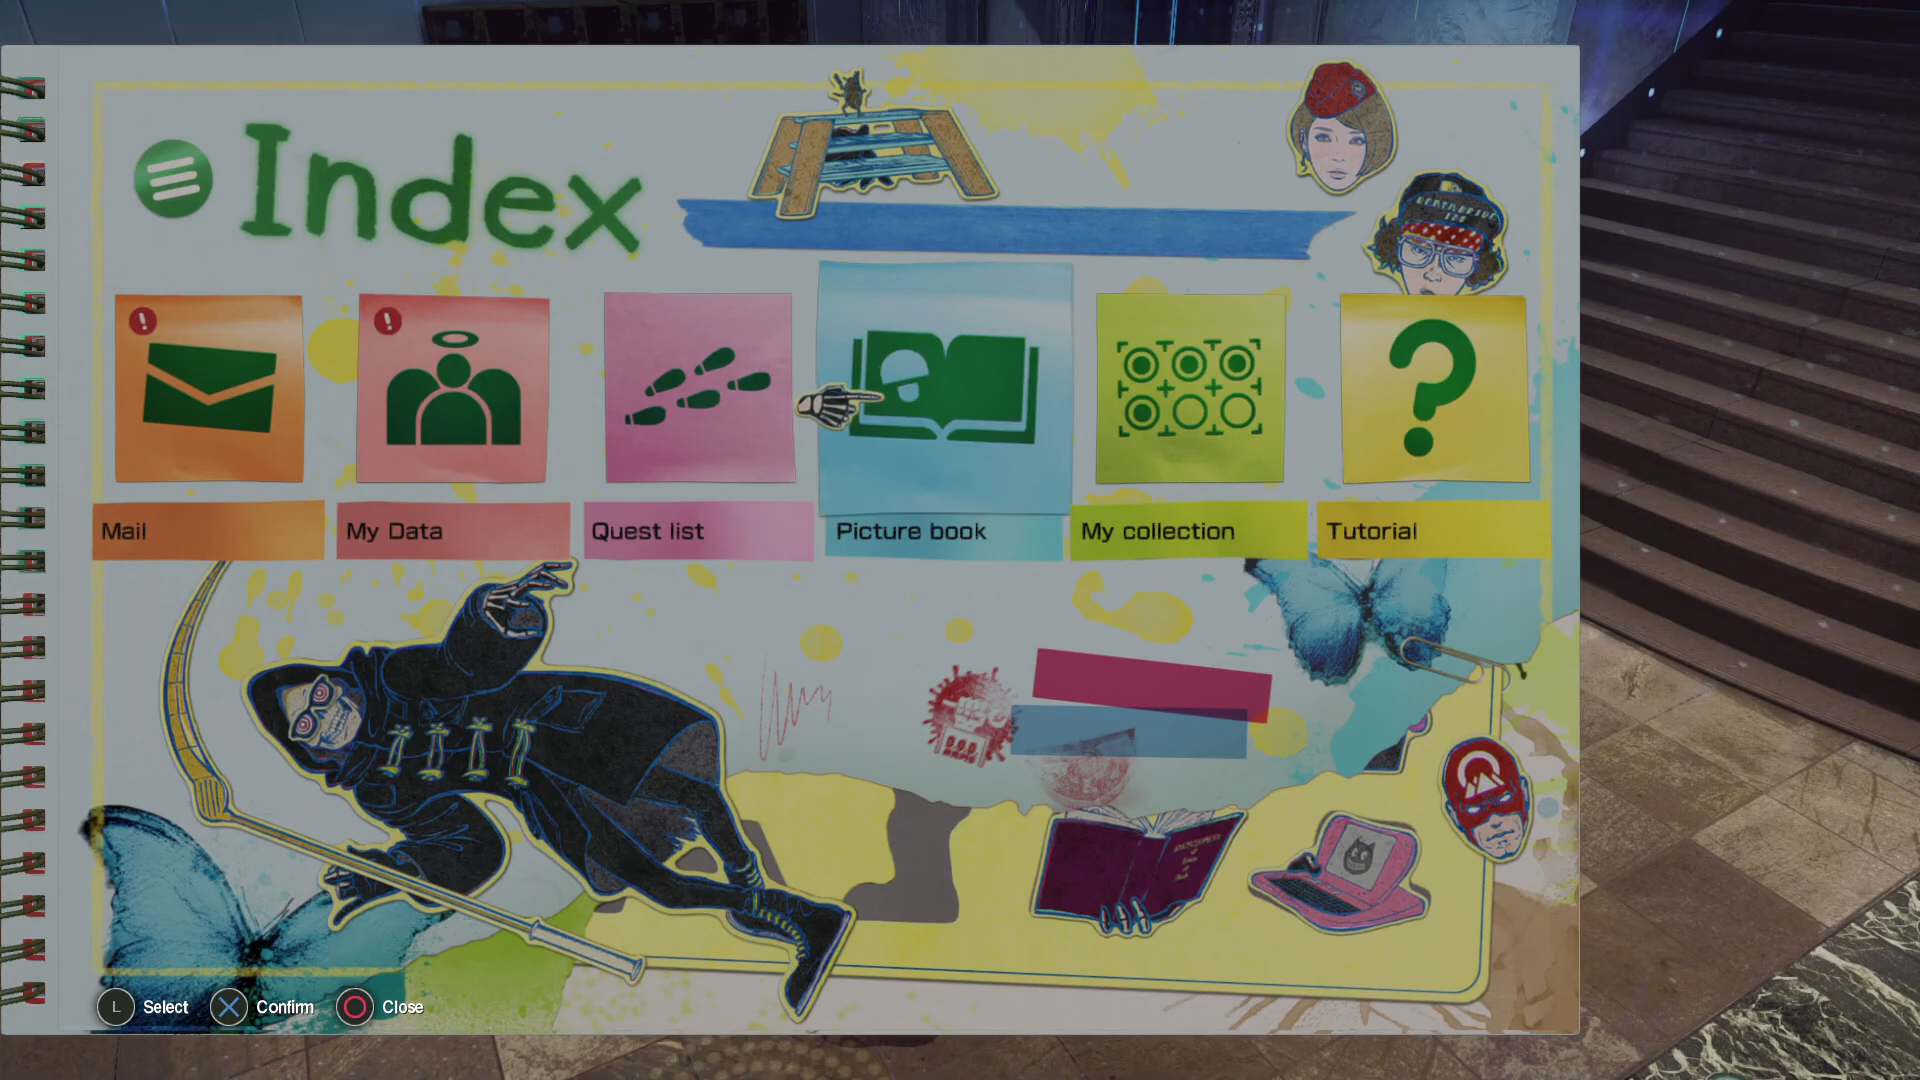 Index
Mail
My Data
Quest list
Picture book
My collection
Tutorial
L Select
Confirm
Close